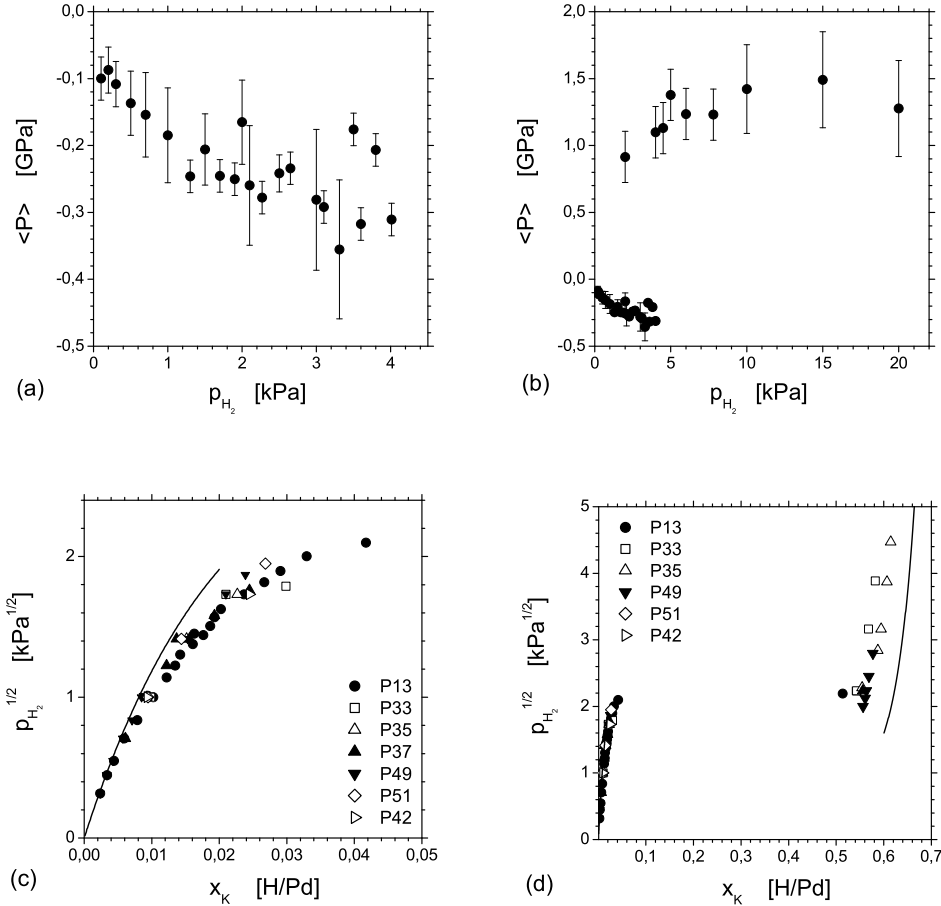 0,0
-0,1
-0,2
-0,3
-0,4
-0,5
<P> [GPa]
0 1 2 3 4
(a)
p_H2 [kPa]
2,0
1,5
1,0
0,5
0,0
-0,5
<P> [GPa]
0 5 10 15 20
(b)
p_H2 [kPa]
2
1
0
p_H2^1/2 [kPa^1/2]
P13
P33
P35
P37
P49
P51
P42
0,00 0,01 0,02 0,03 0,04 0,05
(c)
x_K [H/Pd]
5
4
3
2
1
0
p_H2^1/2 [kPa^1/2]
P13
P33
P35
P49
P51
P42
0,1 0,2 0,3 0,4 0,5 0,6 0,7
(d)
x_K [H/Pd]